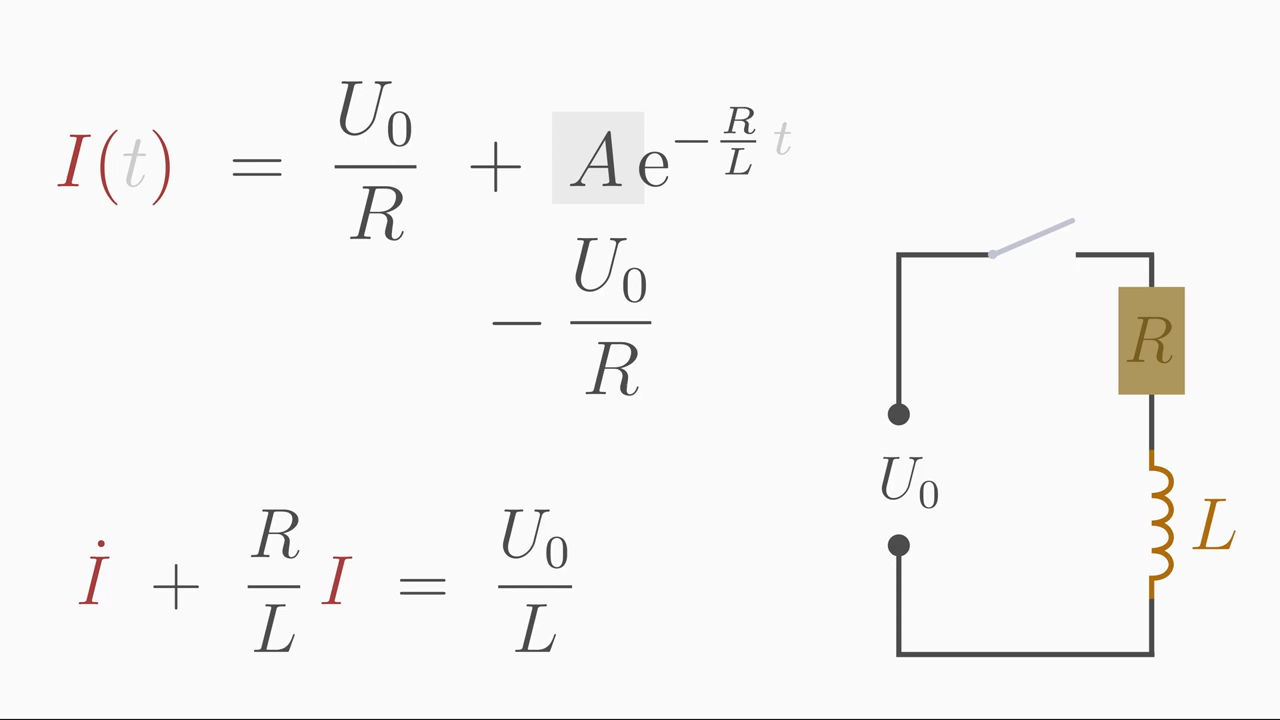 I(t) = U₀/R + A e^(−(R/L) t)
− U₀/R
R
U₀
L
İ + (R/L) I = U₀/L